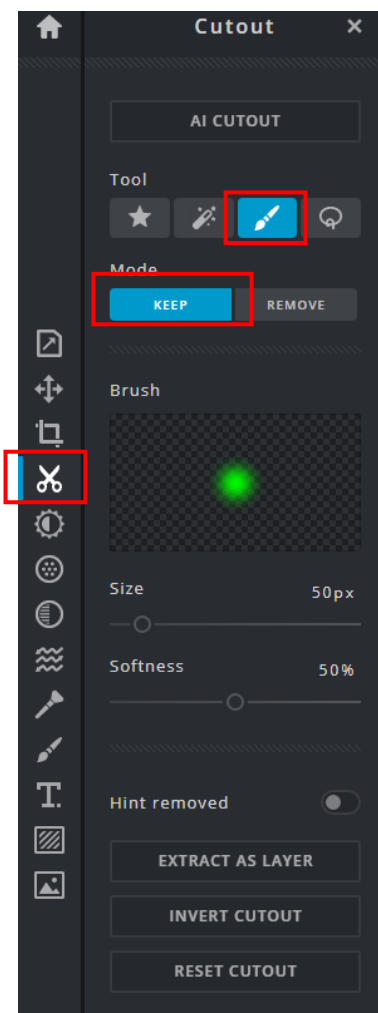 Cutout ×
AI CUTOUT
Tool
Mode
KEEP REMOVE
Brush
Size 50px
Softness 50%
T.
Hint removed
EXTRACT AS LAYER
INVERT CUTOUT
RESET CUTOUT